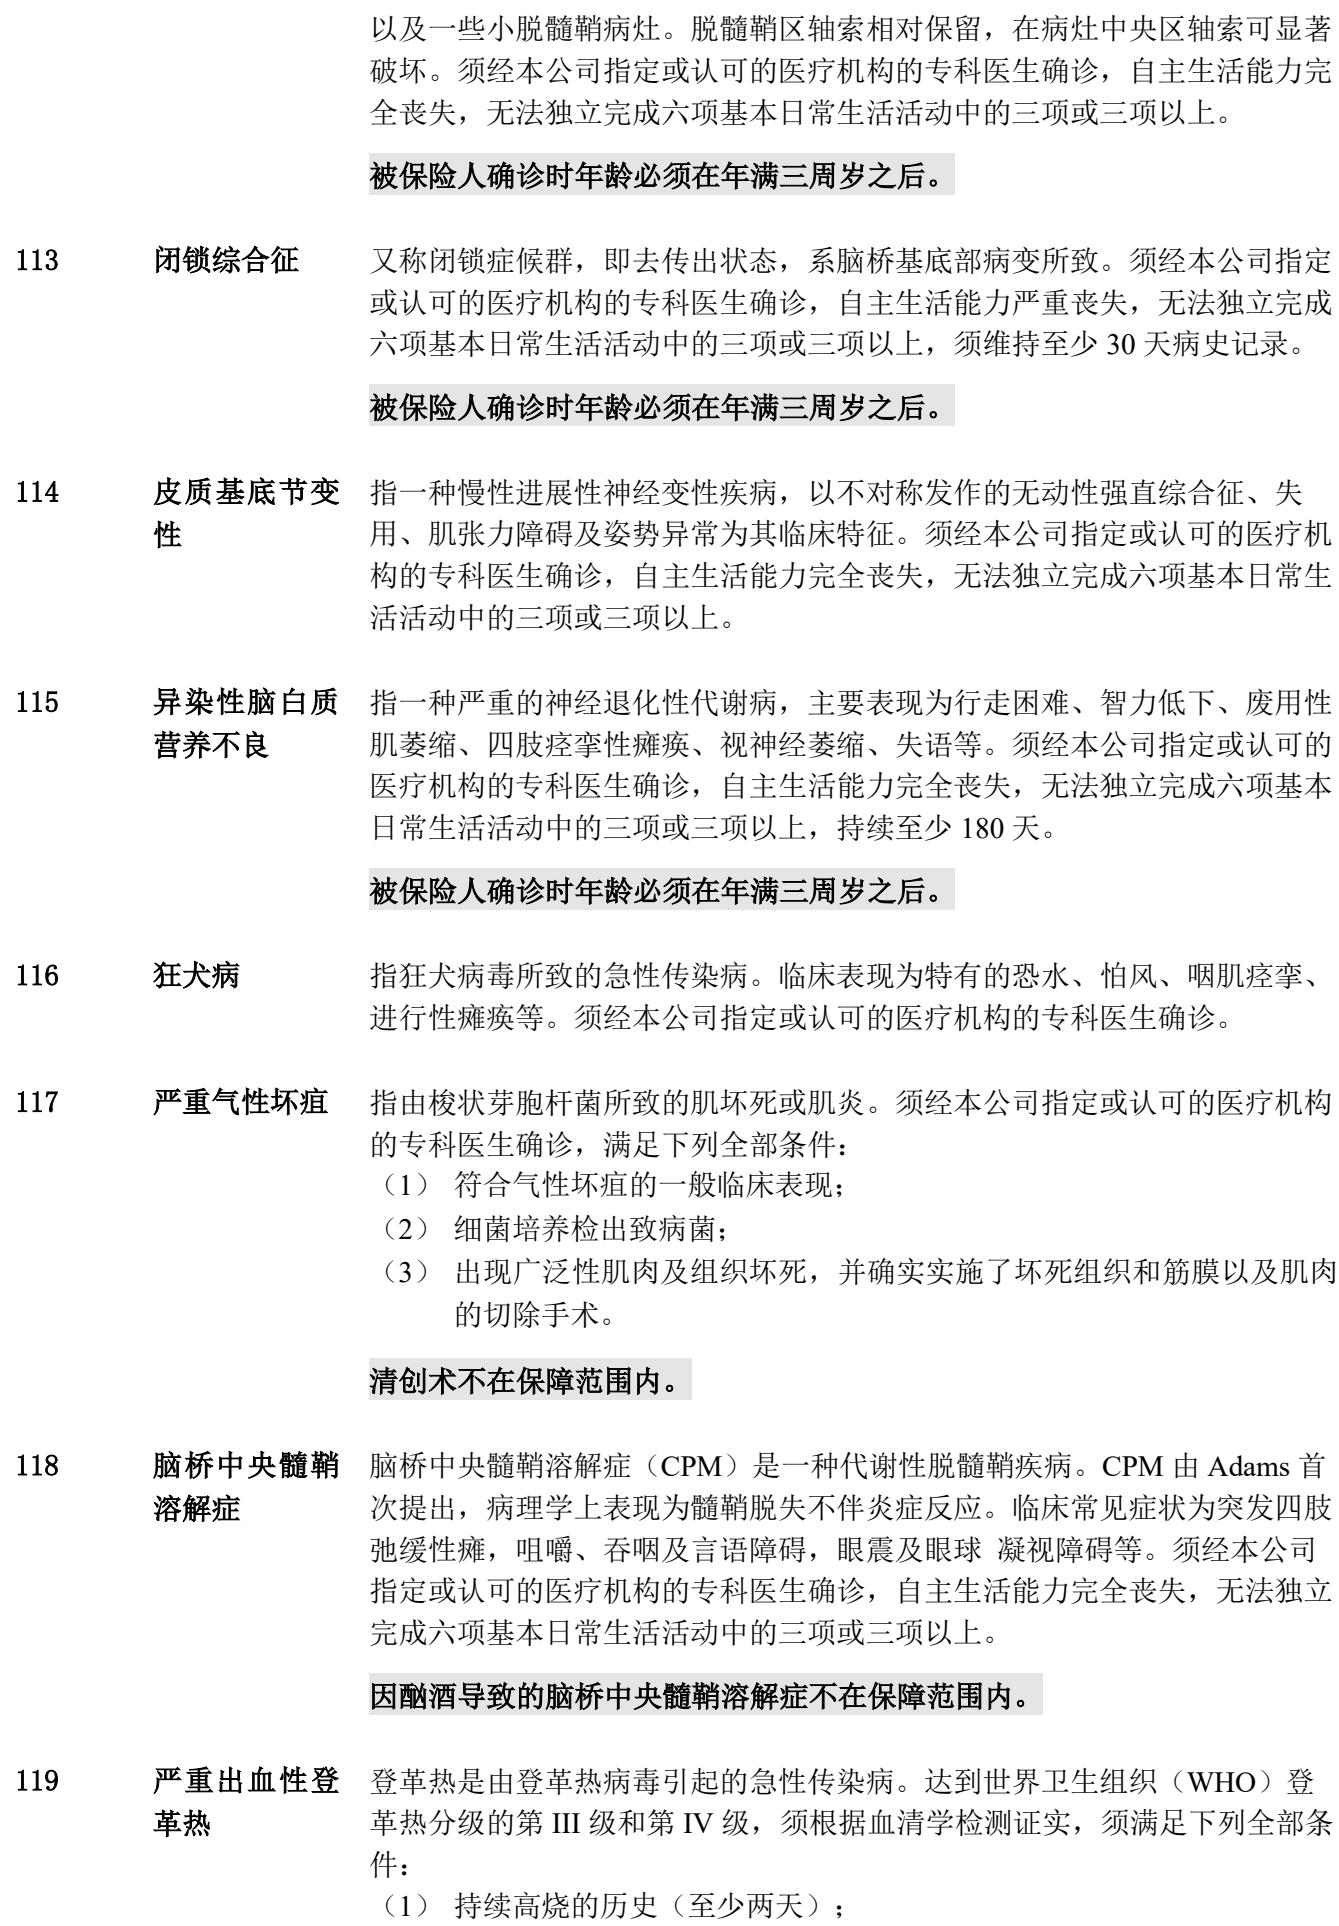 以及一些小脱髓鞘病灶。脱髓鞘区轴索相对保留，在病灶中央区轴索可显著
破坏。须经本公司指定或认可的医疗机构的专科医生确诊，自主生活能力完
全丧失，无法独立完成六项基本日常生活活动中的三项或三项以上。
被保险人确诊时年龄必须在年满三周岁之后。
113 闭锁综合征 又称闭锁症候群，即去传出状态，系脑桥基底部病变所致。须经本公司指定
或认可的医疗机构的专科医生确诊，自主生活能力严重丧失，无法独立完成
六项基本日常生活活动中的三项或三项以上，须维持至少 30 天病史记录。
被保险人确诊时年龄必须在年满三周岁之后。
114 皮质基底节变 指一种慢性进展性神经变性疾病，以不对称发作的无动性强直综合征、失
性 用、肌张力障碍及姿势异常为其临床特征。须经本公司指定或认可的医疗机
构的专科医生确诊，自主生活能力完全丧失，无法独立完成六项基本日常生
活活动中的三项或三项以上。
115 异染性脑白质 指一种严重的神经退化性代谢病，主要表现为行走困难、智力低下、废用性
营养不良 肌萎缩、四肢痉挛性瘫痪、视神经萎缩、失语等。须经本公司指定或认可的
医疗机构的专科医生确诊，自主生活能力完全丧失，无法独立完成六项基本
日常生活活动中的三项或三项以上，持续至少 180 天。
被保险人确诊时年龄必须在年满三周岁之后。
116 狂犬病 指狂犬病毒所致的急性传染病。临床表现为特有的恐水、怕风、咽肌痉挛、
进行性瘫痪等。须经本公司指定或认可的医疗机构的专科医生确诊。
117 严重气性坏疽 指由梭状芽胞杆菌所致的肌坏死或肌炎。须经本公司指定或认可的医疗机构
的专科医生确诊，满足下列全部条件：
（1） 符合气性坏疽的一般临床表现；
（2） 细菌培养检出致病菌；
（3） 出现广泛性肌肉及组织坏死，并确实实施了坏死组织和筋膜以及肌肉
的切除手术。
清创术不在保障范围内。
118 脑桥中央髓鞘 脑桥中央髓鞘溶解症（CPM）是一种代谢性脱髓鞘疾病。CPM 由 Adams 首
溶解症 次提出，病理学上表现为髓鞘脱失不伴炎症反应。临床常见症状为突发四肢
弛缓性瘫，咀嚼、吞咽及言语障碍，眼震及眼球 凝视障碍等。须经本公司
指定或认可的医疗机构的专科医生确诊，自主生活能力完全丧失，无法独立
完成六项基本日常生活活动中的三项或三项以上。
因酗酒导致的脑桥中央髓鞘溶解症不在保障范围内。
119 严重出血性登 登革热是由登革热病毒引起的急性传染病。达到世界卫生组织（WHO）登
革热 革热分级的第 III 级和第 IV 级，须根据血清学检测证实，须满足下列全部条
件：
（1） 持续高烧的历史（至少两天）；